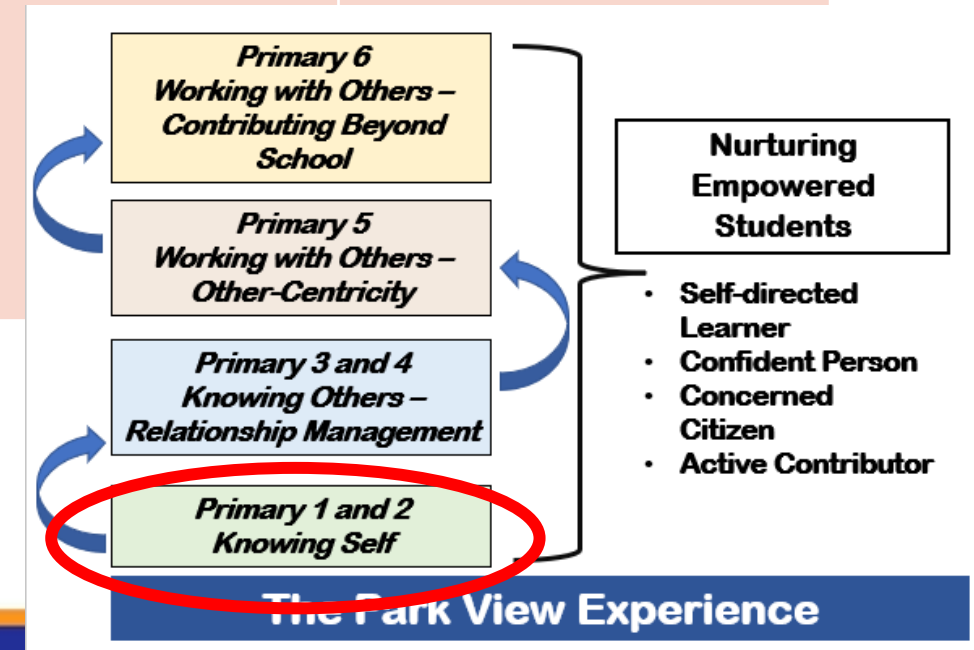 Primary 6
Working with Others –
Contributing Beyond
School
Primary 5
Working with Others –
Other-Centricity
Primary 3 and 4
Knowing Others –
Relationship Management
Primary 1 and 2
Knowing Self
Nurturing
Empowered
Students
• Self-directed
Learner
• Confident Person
• Concerned
Citizen
• Active Contributor
The Park View Experience